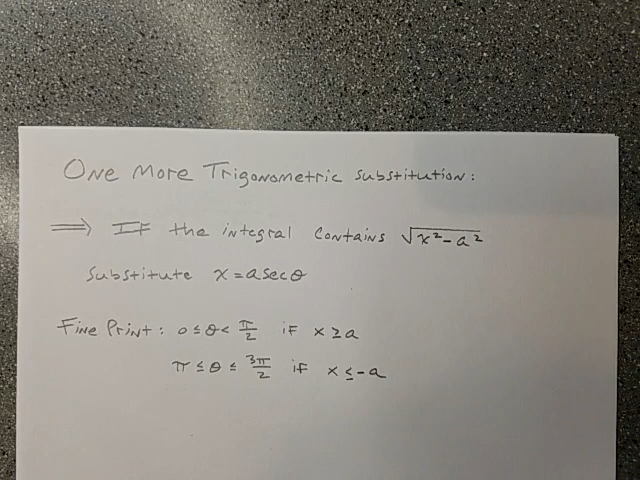 One More Trigonometric Substitution:
⟹ If the integral contains √(x² - a²)
Substitute x = a sec θ
Fine Print: 0 ≤ θ < π/2 if x ≥ a
π ≤ θ ≤ 3π/2 if x ≤ -a